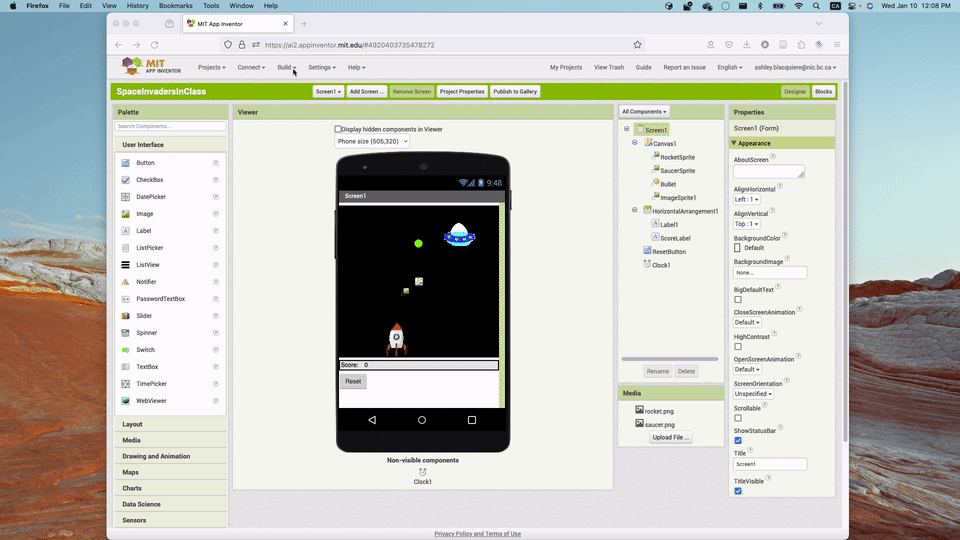 Firefox File Edit View History Bookmarks Tools Window Help CA Wed Jan 10 12:08 PM
MIT App Inventor
https://ai2.appinventor.mit.edu/#4920403735478272
MIT
APP INVENTOR
Projects Connect Build Settings Help My Projects View Trash Guide Report an Issue English ashley.blacquiere@nic.bc.ca
SpaceInvadersInClass Screen1 Add Screen ... Remove Screen Project Properties Publish to Gallery Designer Blocks
Palette
Search Components...
User Interface
Button
CheckBox
DatePicker
Image
Label
ListPicker
ListView
Notifier
PasswordTextBox
Slider
Spinner
Switch
TextBox
TimePicker
WebViewer
Layout
Media
Drawing and Animation
Maps
Charts
Data Science
Sensors
Viewer
Display hidden components in Viewer
Phone size (505,320)
9:48
Screen1
Score: 0
Reset
Non-visible components
Clock1
All Components
Screen1
Canvas1
RocketSprite
SaucerSprite
Bullet
ImageSprite1
HorizontalArrangement1
Label1
ScoreLabel
ResetButton
Clock1
Rename Delete
Media
rocket.png
saucer.png
Upload File ...
Properties
Screen1 (Form)
Appearance
AboutScreen
AlignHorizontal
Left : 1
AlignVertical
Top : 1
BackgroundColor
Default
BackgroundImage
None...
BigDefaultText
CloseScreenAnimation
Default
HighContrast
OpenScreenAnimation
Default
ScreenOrientation
Unspecified
Scrollable
ShowStatusBar
Title
Screen1
TitleVisible
Privacy Policy and Terms of Use